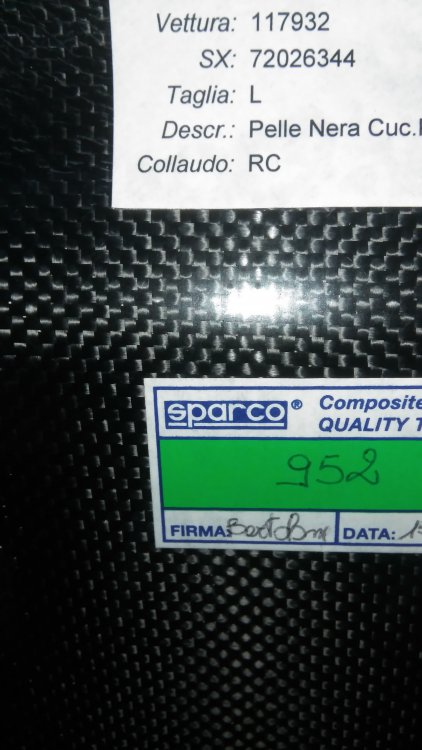 Vettura: 117932
SX: 72026344
Taglia: L
Descr.: Pelle Nera Cuc.
Collaudo: RC
sparco® Composite
QUALITY T
952
FIRMA: DATA: